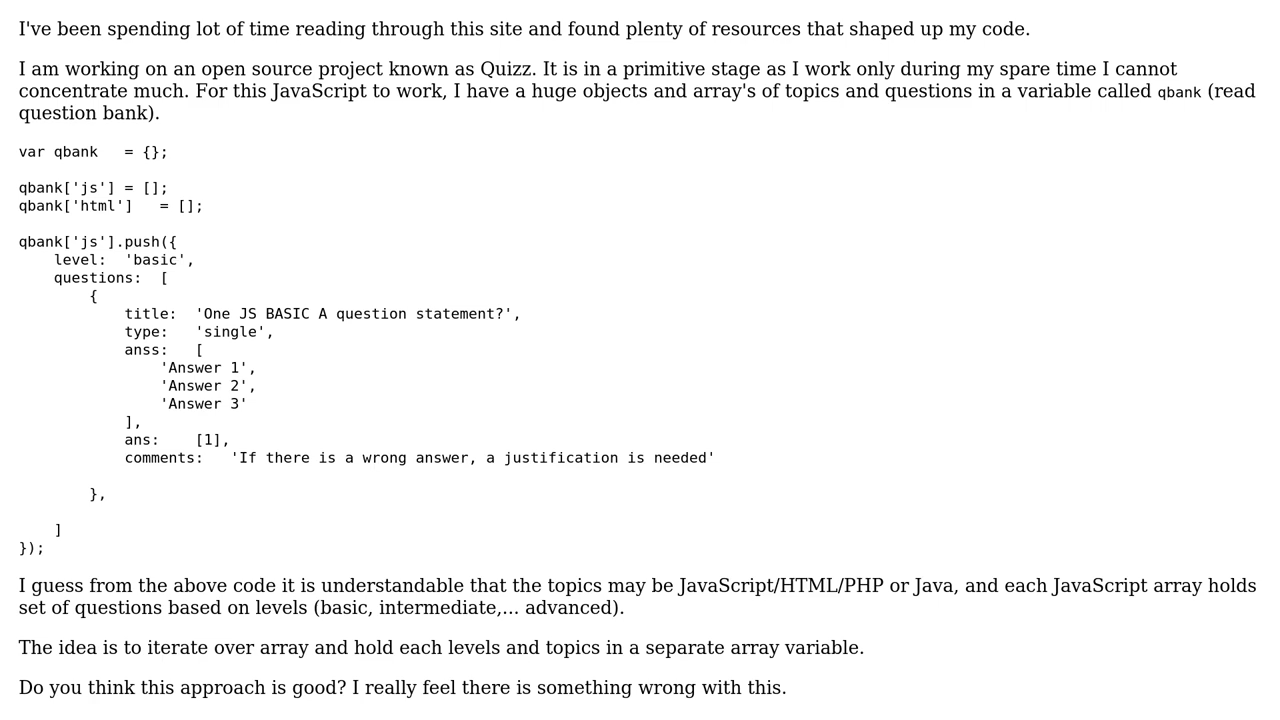 I've been spending lot of time reading through this site and found plenty of resources that shaped up my code.
I am working on an open source project known as Quizz. It is in a primitive stage as I work only during my spare time I cannot
concentrate much. For this JavaScript to work, I have a huge objects and array's of topics and questions in a variable called qbank (read
question bank).
var qbank   = {};
qbank['js'] = [];
qbank['html']   = [];
qbank['js'].push({
    level:  'basic',
    questions:  [
        {
            title:  'One JS BASIC A question statement?',
            type:   'single',
            anss:   [
                'Answer 1',
                'Answer 2',
                'Answer 3'
            ],
            ans:    [1],
            comments:   'If there is a wrong answer, a justification is needed'
        },
    ]
});
I guess from the above code it is understandable that the topics may be JavaScript/HTML/PHP or Java, and each JavaScript array holds
set of questions based on levels (basic, intermediate,... advanced).
The idea is to iterate over array and hold each levels and topics in a separate array variable.
Do you think this approach is good? I really feel there is something wrong with this.